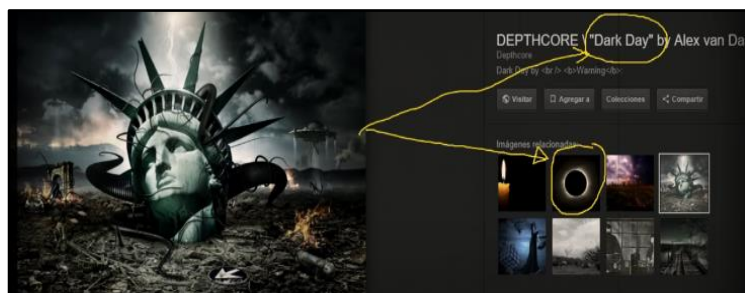 DEPTHCORE \ "Dark Day" by Alex van Da
Depthcore
Dark Day by <br /> <b>Warning</b>:
Visitar
Agregar a
Colecciones
Compartir
Imágenes relacionadas: